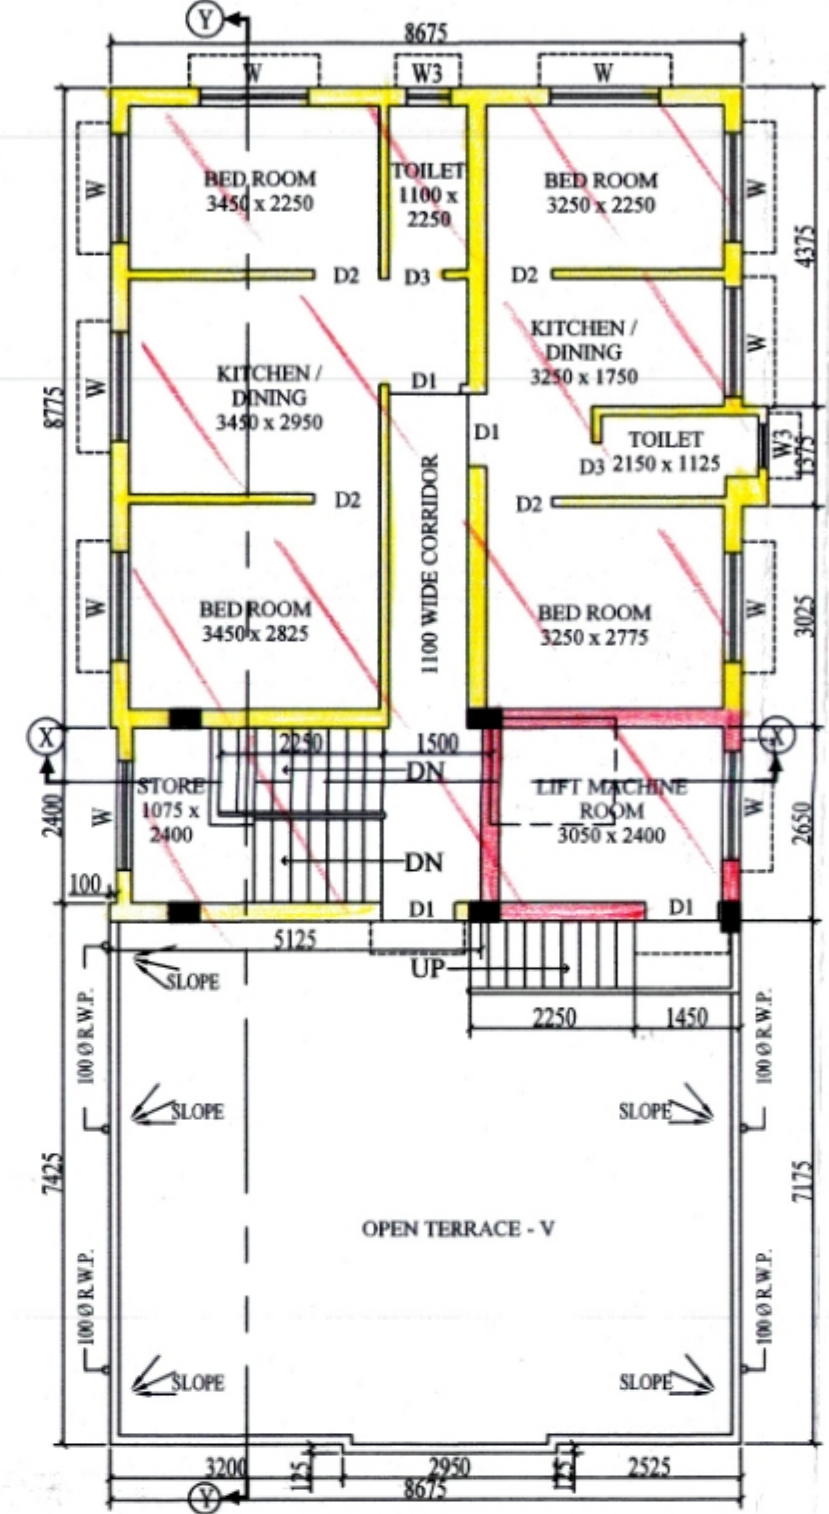 Y
8675
W
W3
W
BED ROOM
3450 x 2250
TOILET
1100 x
2250
BED ROOM
3250 x 2250
W
W
4375
D2
D3
D2
KITCHEN /
DINING
3250 x 1750
W
KITCHEN /
DINING
3450 x 2950
W
D1
8775
D1
TOILET
2150 x 1125
D3
W3
1375
D2
D2
1100 WIDE CORRIDOR
BED ROOM
3450 x 2825
W
BED ROOM
3250 x 2775
W
3025
X
X
2250
1500
DN
STORE
1075 x
2400
W
2400
LIFT MACHINE
ROOM
3050 x 2400
W
2650
DN
100
D1
D1
5125
UP
SLOPE
2250
1450
100 Ø R.W.P.
100 Ø R.W.P.
SLOPE
SLOPE
7425
7175
OPEN TERRACE - V
100 Ø R.W.P.
100 Ø R.W.P.
SLOPE
SLOPE
3200
125
2950
125
2525
8675
Y